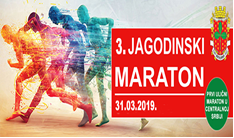 3. JAGODINSKI
MARATON
31.03.2019.
PRVI ULIČNI
MARATON U
CENTRALNOJ
SRBIJI